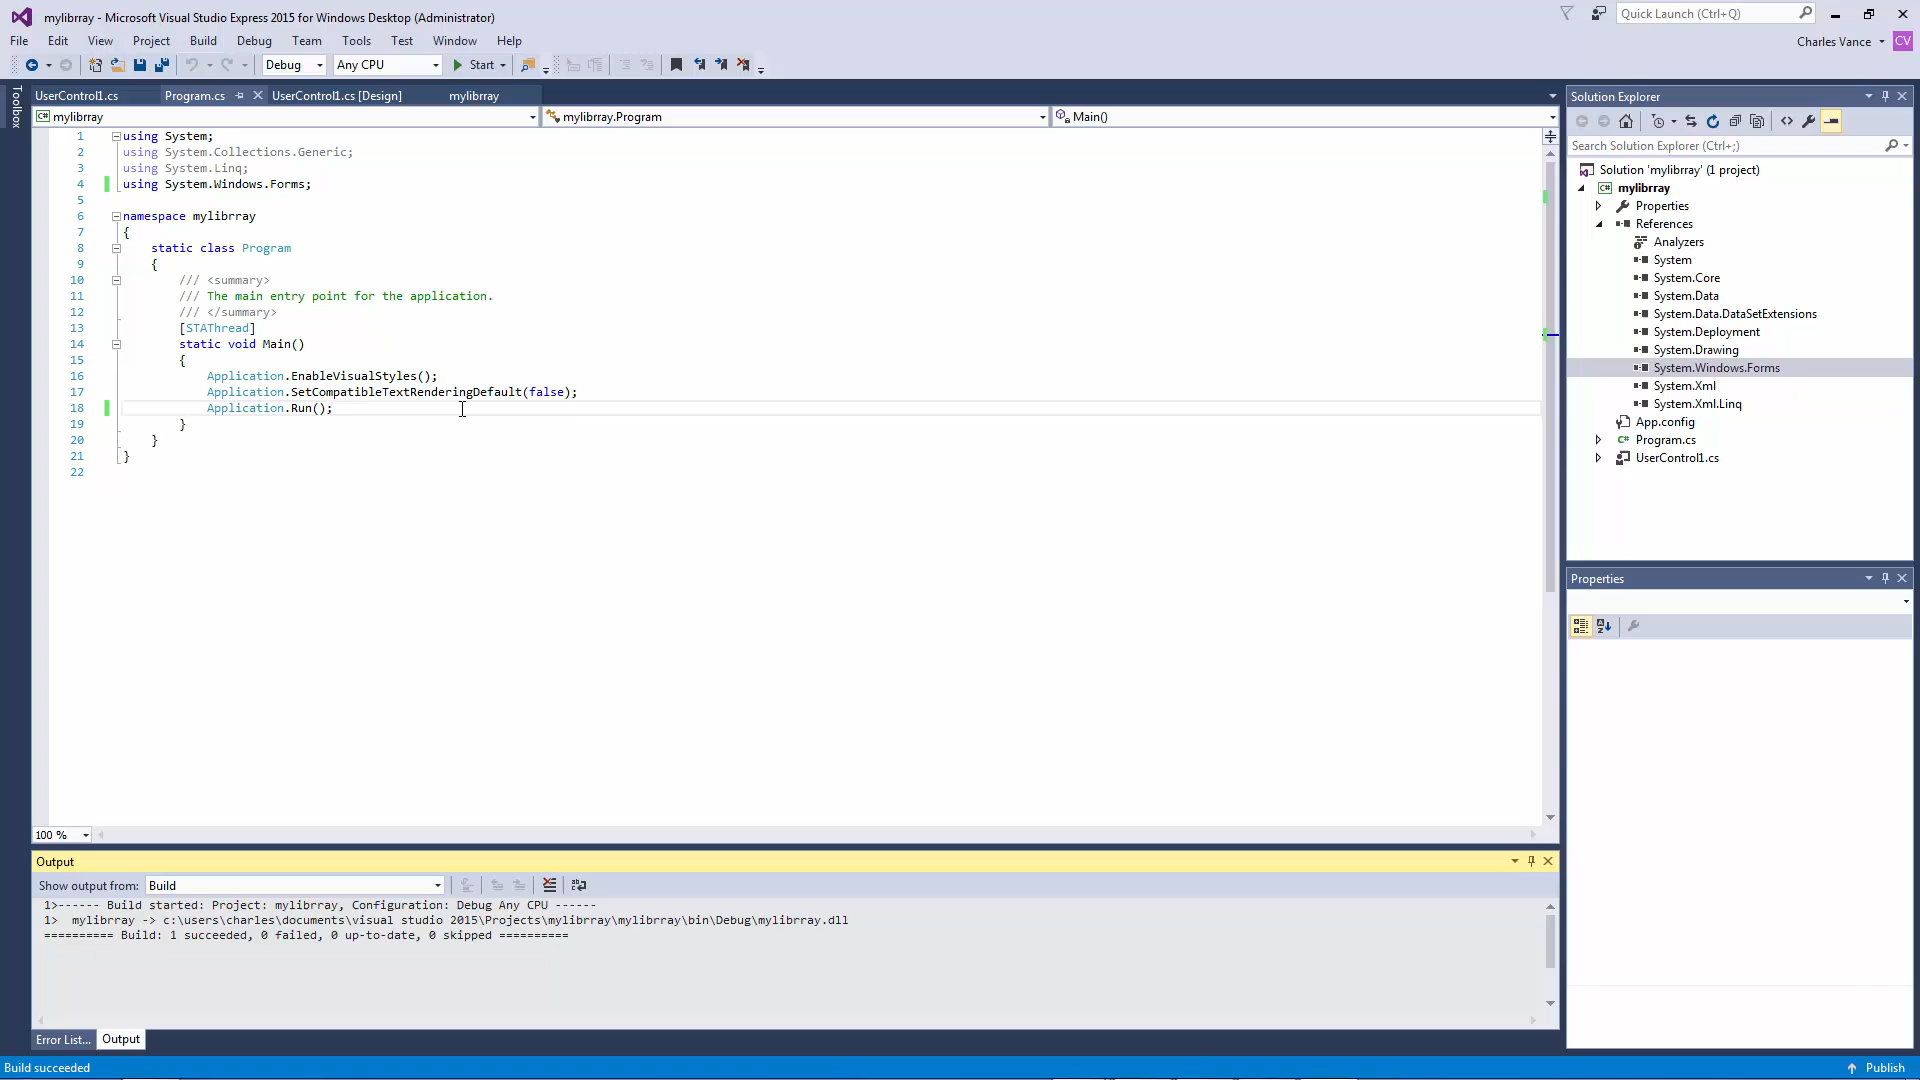 mylibrray - Microsoft Visual Studio Express 2015 for Windows Desktop (Administrator)
Quick Launch (Ctrl+Q)
File Edit View Project Build Debug Team Tools Test Window Help
Charles Vance CV
Debug Any CPU Start
Toolbox
UserControl1.cs Program.cs UserControl1.cs [Design] mylibrray
mylibrray mylibrray.Program Main()
1 using System;
2 using System.Collections.Generic;
3 using System.Linq;
4 using System.Windows.Forms;
5
6 namespace mylibrray
7 {
8 static class Program
9 {
10 /// <summary>
11 /// The main entry point for the application.
12 /// </summary>
13 [STAThread]
14 static void Main()
15 {
16 Application.EnableVisualStyles();
17 Application.SetCompatibleTextRenderingDefault(false);
18 Application.Run();
19 }
20 }
21 }
22
100 %
Output
Show output from: Build
1>------ Build started: Project: mylibrray, Configuration: Debug Any CPU ------
1> mylibrray -> c:\users\charles\documents\visual studio 2015\Projects\mylibrray\mylibrray\bin\Debug\mylibrray.dll
========== Build: 1 succeeded, 0 failed, 0 up-to-date, 0 skipped ==========
Error List... Output
Build succeeded
Solution Explorer
Search Solution Explorer (Ctrl+;)
Solution 'mylibrray' (1 project)
C# mylibrray
Properties
References
Analyzers
System
System.Core
System.Data
System.Data.DataSetExtensions
System.Deployment
System.Drawing
System.Windows.Forms
System.Xml
System.Xml.Linq
App.config
C# Program.cs
UserControl1.cs
Properties
Publish